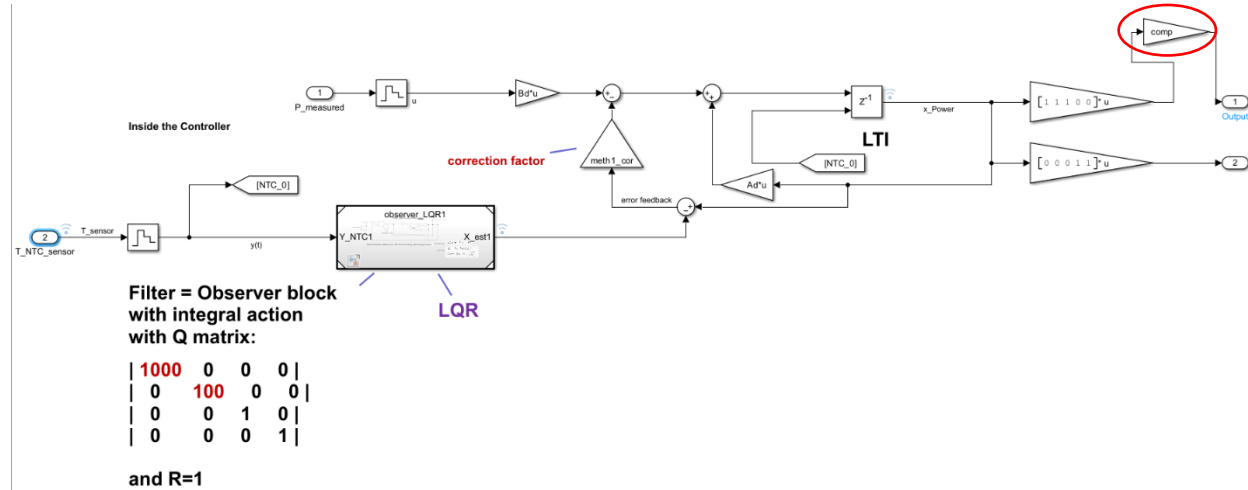 comp
1
P_measured
u
Bd*u
+
-
+
+
z-1
x_Power
[1 1 1 0 0]* u
1
Output
Inside the Controller
correction factor
meth1_cor
LTI
[NTC_0]
[0 0 0 1 1]* u
2
[NTC_0]
Ad*u
error feedback
- +
observer_LQR1
2
T_NTC_sensor
T_sensor
y(t)
Y_NTC1
X_est1
Filter = Observer block
with integral action
with Q matrix:
LQR
| 1000 0 0 0 |
| 0 100 0 0 |
| 0 0 1 0 |
| 0 0 0 1 |
and R=1